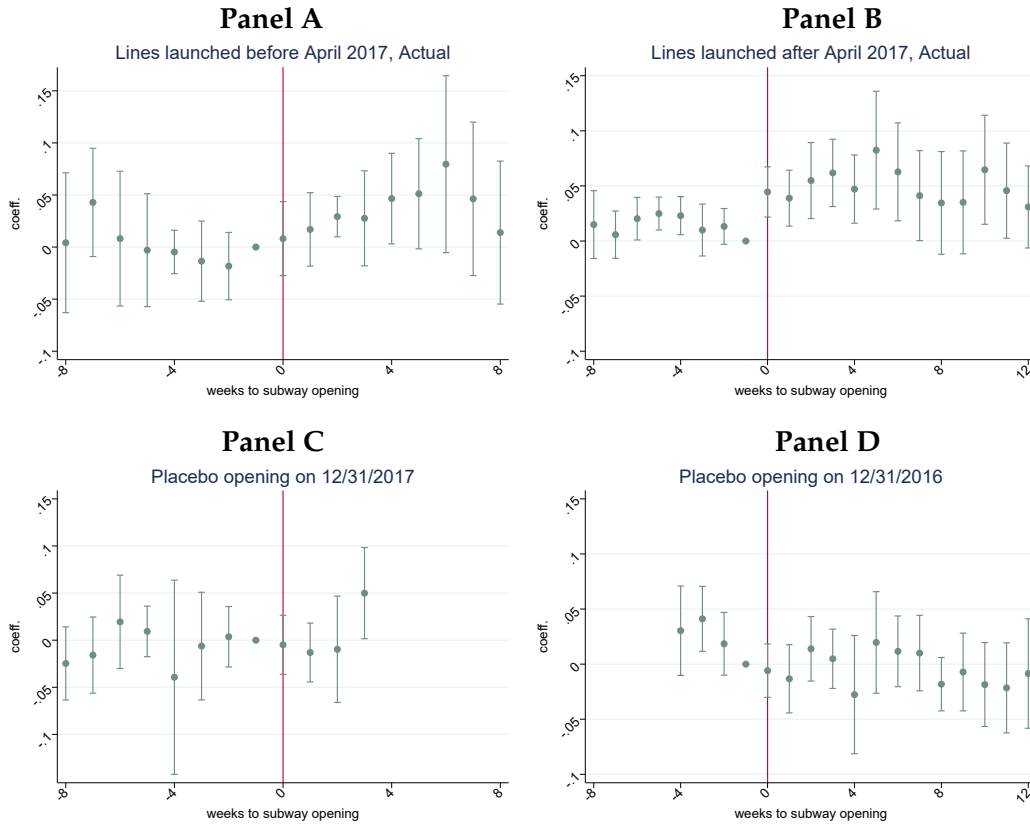 Panel A
Lines launched before April 2017, Actual
.15
.1
.05
0
-.05
-.1
coeff.
-8
-4
0
4
8
weeks to subway opening
Panel B
Lines launched after April 2017, Actual
.15
.1
.05
0
-.05
-.1
coeff.
-8
-4
0
4
8
12
weeks to subway opening
Panel C
Placebo opening on 12/31/2017
.15
.1
.05
0
-.05
-.1
coeff.
-8
-4
0
4
8
weeks to subway opening
Panel D
Placebo opening on 12/31/2016
.15
.1
.05
0
-.05
-.1
coeff.
-8
-4
0
4
8
12
weeks to subway opening